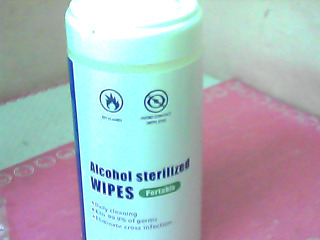 Alcohol sterilized
WIPES Portable
Daily cleaning
Kills 99.9% of germs
Eliminate cross infection